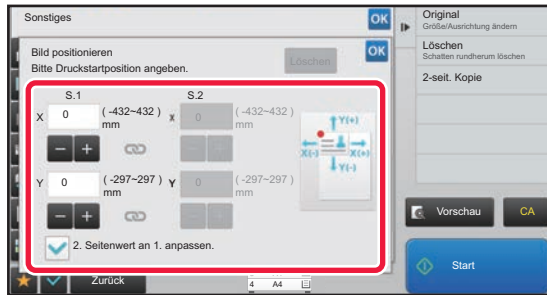 Sonstiges
OK
Bild positionieren
Bitte Druckstartposition angeben.
Löschen
OK
S.1
S.2
X 0 (-432~432) mm
x 0 (-432~432) mm
Y(+)
X(-) X(+)
Y(-)
Y 0 (-297~297) mm
Y 0 (-297~297) mm
2. Seitenwert an 1. anpassen.
Zurück
4 A4
Original
Größe/Ausrichtung ändern
Löschen
Schatten rundherum löschen
2-seit. Kopie
Vorschau
CA
Start